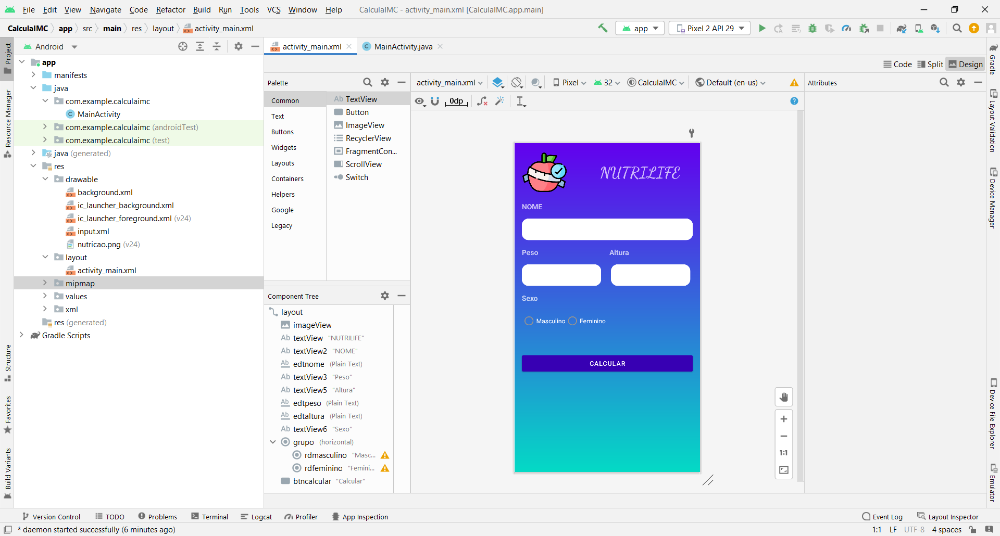 File Edit View Navigate Code Refactor Build Run Tools VCS Window Help CalculaIMC - activity_main.xml [CalculaIMC.app.main]
CalculaIMC app src main res layout activity_main.xml app Pixel 2 API 29
Project
Resource Manager
Structure
Favorites
Build Variants
Android
app
manifests
java
com.example.calculaimc
MainActivity
com.example.calculaimc (androidTest)
com.example.calculaimc (test)
java (generated)
res
drawable
background.xml
ic_launcher_background.xml
ic_launcher_foreground.xml (v24)
input.xml
nutricao.png (v24)
layout
activity_main.xml
mipmap
values
xml
res (generated)
Gradle Scripts
activity_main.xml MainActivity.java
Code Split Design
Palette
Common
Text
Buttons
Widgets
Layouts
Containers
Helpers
Google
Legacy
Ab TextView
Button
ImageView
RecyclerView
FragmentCon...
ScrollView
Switch
Component Tree
layout
imageView
Ab textView "NUTRILIFE"
Ab textView2 "NOME"
Ab edtnome (Plain Text)
Ab textView3 "Peso"
Ab textView5 "Altura"
Ab edtpeso (Plain Text)
Ab edtaltura (Plain Text)
Ab textView6 "Sexo"
grupo (horizontal)
rdmasculino "Masc...
rdfeminino "Femini...
btncalcular "Calcular"
activity_main.xml Pixel 32 CalculaIMC Default (en-us)
0dp
NUTRILIFE
NOME
Peso Altura
Sexo
Masculino Feminino
CALCULAR
1:1
Attributes
Gradle
Layout Validation
Device Manager
Device File Explorer
Emulator
Version Control TODO Problems Terminal Logcat Profiler App Inspection Event Log Layout Inspector
* daemon started successfully (6 minutes ago) 1:1 LF UTF-8 4 spaces